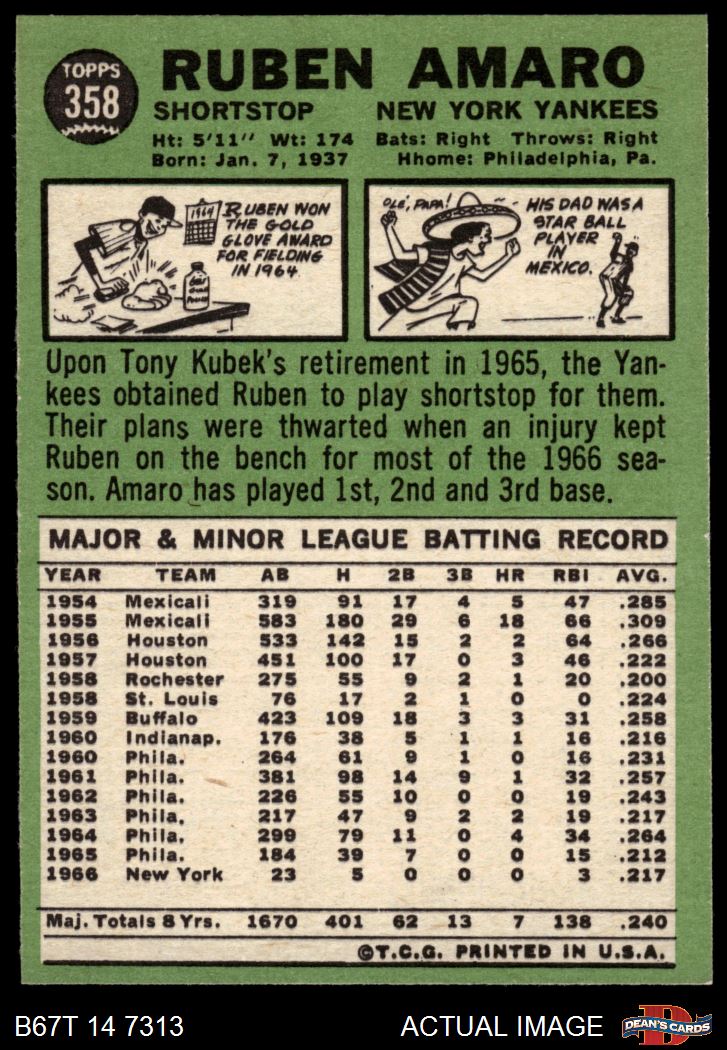 TOPPS
358
RUBEN AMARO
SHORTSTOP NEW YORK YANKEES
Ht: 5'11" Wt: 174 Bats: Right Throws: Right
Born: Jan. 7, 1937 Hhome: Philadelphia, Pa.
1964
RUBEN WON
THE GOLD
GLOVE AWARD
FOR FIELDING
IN 1964
OLÉ, PAPA!
HIS DAD WAS A
STAR BALL
PLAYER
IN
MEXICO.
Upon Tony Kubek's retirement in 1965, the Yan-
kees obtained Ruben to play shortstop for them.
Their plans were thwarted when an injury kept
Ruben on the bench for most of the 1966 sea-
son. Amaro has played 1st, 2nd and 3rd base.
MAJOR & MINOR LEAGUE BATTING RECORD
YEAR TEAM AB H 2B 3B HR RBI AVG.
1954 Mexicali 319 91 17 4 5 47 .285
1955 Mexicali 583 180 29 6 18 66 .309
1956 Houston 533 142 15 2 2 64 .266
1957 Houston 451 100 17 0 3 46 .222
1958 Rochester 275 55 9 2 1 20 .200
1958 St. Louis 76 17 2 1 0 0 .224
1959 Buffalo 423 109 18 3 3 31 .258
1960 Indianap. 176 38 5 1 1 16 .216
1960 Phila. 264 61 9 1 0 16 .231
1961 Phila. 381 98 14 9 1 32 .257
1962 Phila. 226 55 10 0 0 19 .243
1963 Phila. 217 47 9 2 2 19 .217
1964 Phila. 299 79 11 0 4 34 .264
1965 Phila. 184 39 7 0 0 15 .212
1966 New York 23 5 0 0 0 3 .217
Maj. Totals 8 Yrs. 1670 401 62 13 7 138 .240
©T.C.G. PRINTED IN U.S.A.
B67T 14 7313 ACTUAL IMAGE
DEAN'S CARDS